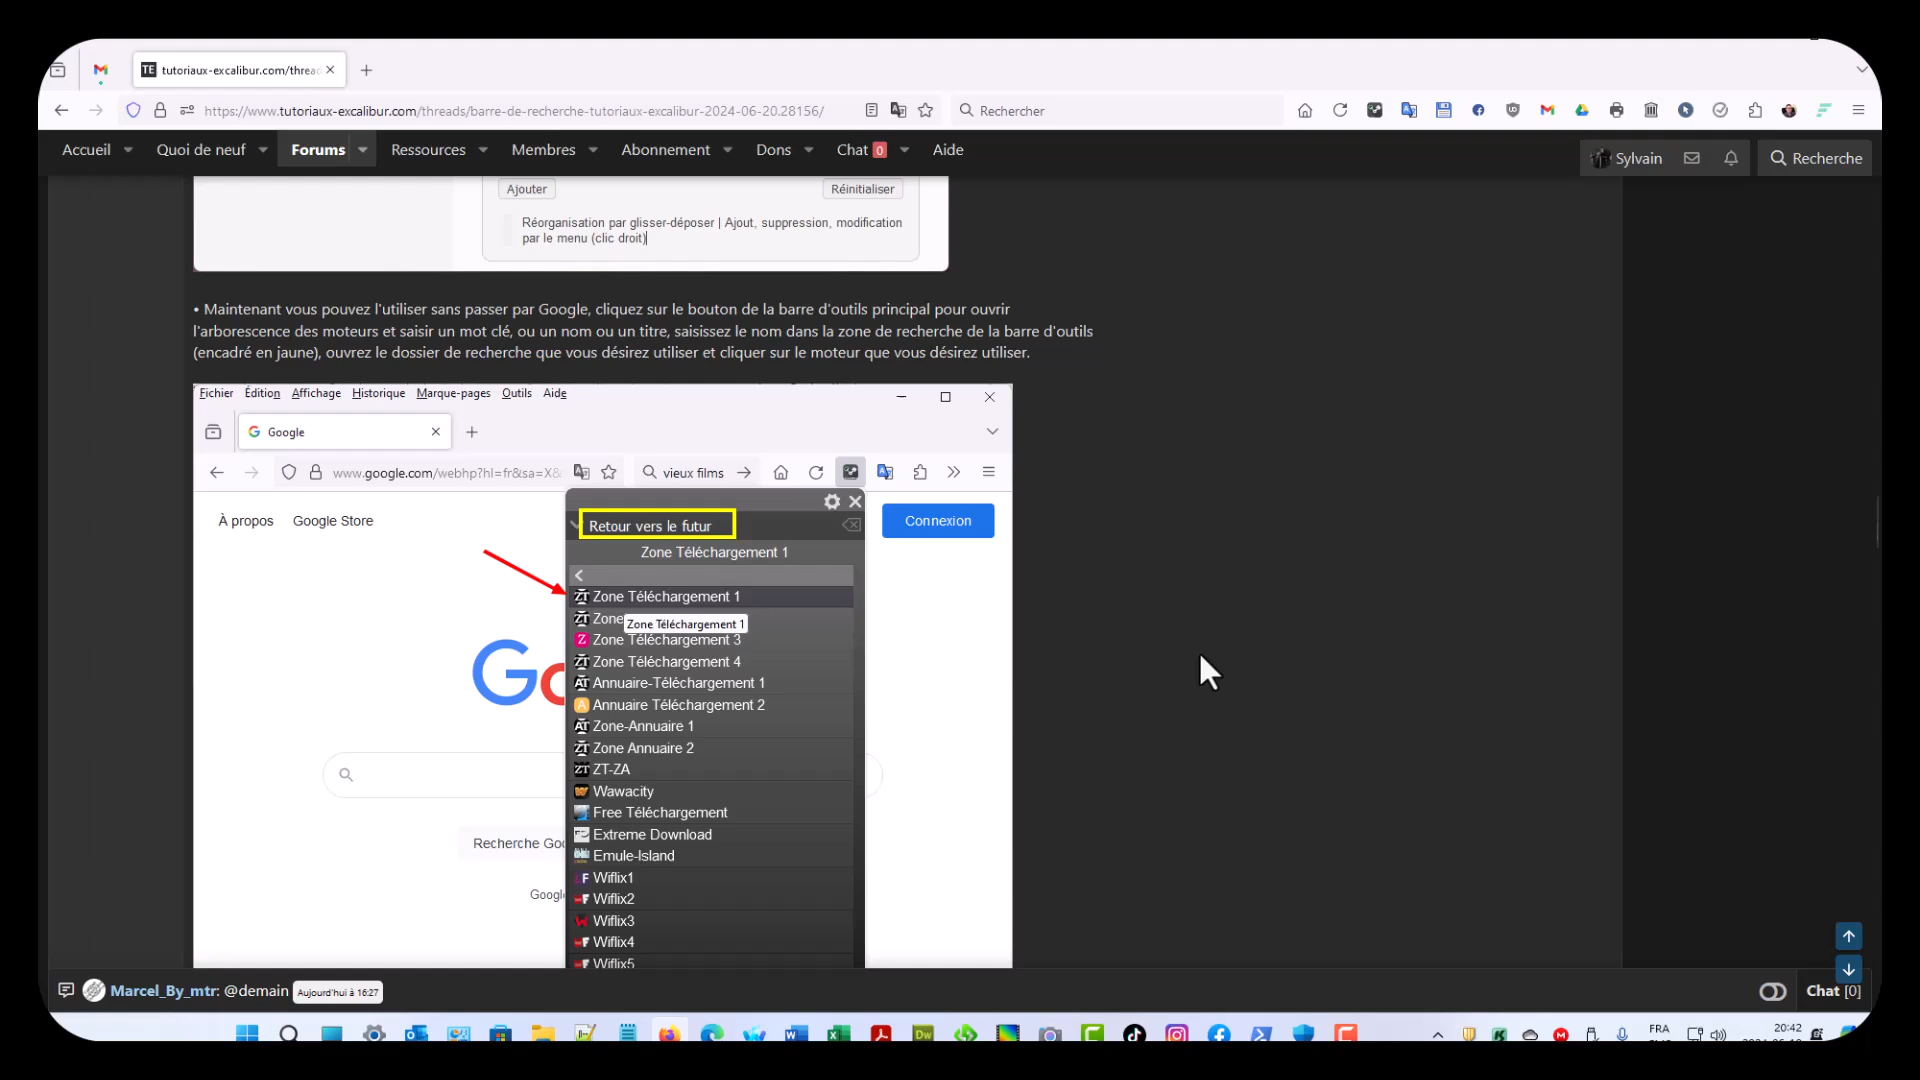 TE tutoriaux-excalibur.com/threa
https://www.tutoriaux-excalibur.com/threads/barre-de-recherche-tutoriaux-excalibur-2024-06-20.28156/
Rechercher
Accueil Quoi de neuf Forums Ressources Membres Abonnement Dons Chat 0 Aide
Sylvain
Recherche
Ajouter
Réinitialiser
Réorganisation par glisser-déposer | Ajout, suppression, modification
par le menu (clic droit)
• Maintenant vous pouvez l'utiliser sans passer par Google, cliquez sur le bouton de la barre d'outils principal pour ouvrir
l'arborescence des moteurs et saisir un mot clé, ou un nom ou un titre, saisissez le nom dans la zone de recherche de la barre d'outils
(encadré en jaune), ouvrez le dossier de recherche que vous désirez utiliser et cliquer sur le moteur que vous désirez utiliser.
Fichier Édition Affichage Historique Marque-pages Outils Aide
Google
www.google.com/webhp?hl=fr&sa=X&
vieux films
À propos Google Store
Connexion
Retour vers le futur
Zone Téléchargement 1
Zone Téléchargement 1
Zone
Zone Téléchargement 1
Zone Téléchargement 3
Zone Téléchargement 4
Annuaire-Téléchargement 1
Annuaire Téléchargement 2
Zone-Annuaire 1
Zone Annuaire 2
ZT-ZA
Wawacity
Free Téléchargement
Extreme Download
Emule-Island
Wiflix1
Wiflix2
Wiflix3
Wiflix4
Wiflix5
Go
Recherche Goo
Googl
Marcel_By_mtr: @demain Aujourd'hui à 16:27
Chat [0]
FRA
20:42